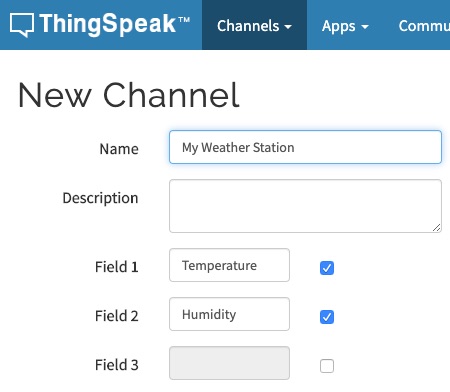 ThingSpeak™ Channels Apps Commu
New Channel
Name My Weather Station
Description
Field 1 Temperature
Field 2 Humidity
Field 3